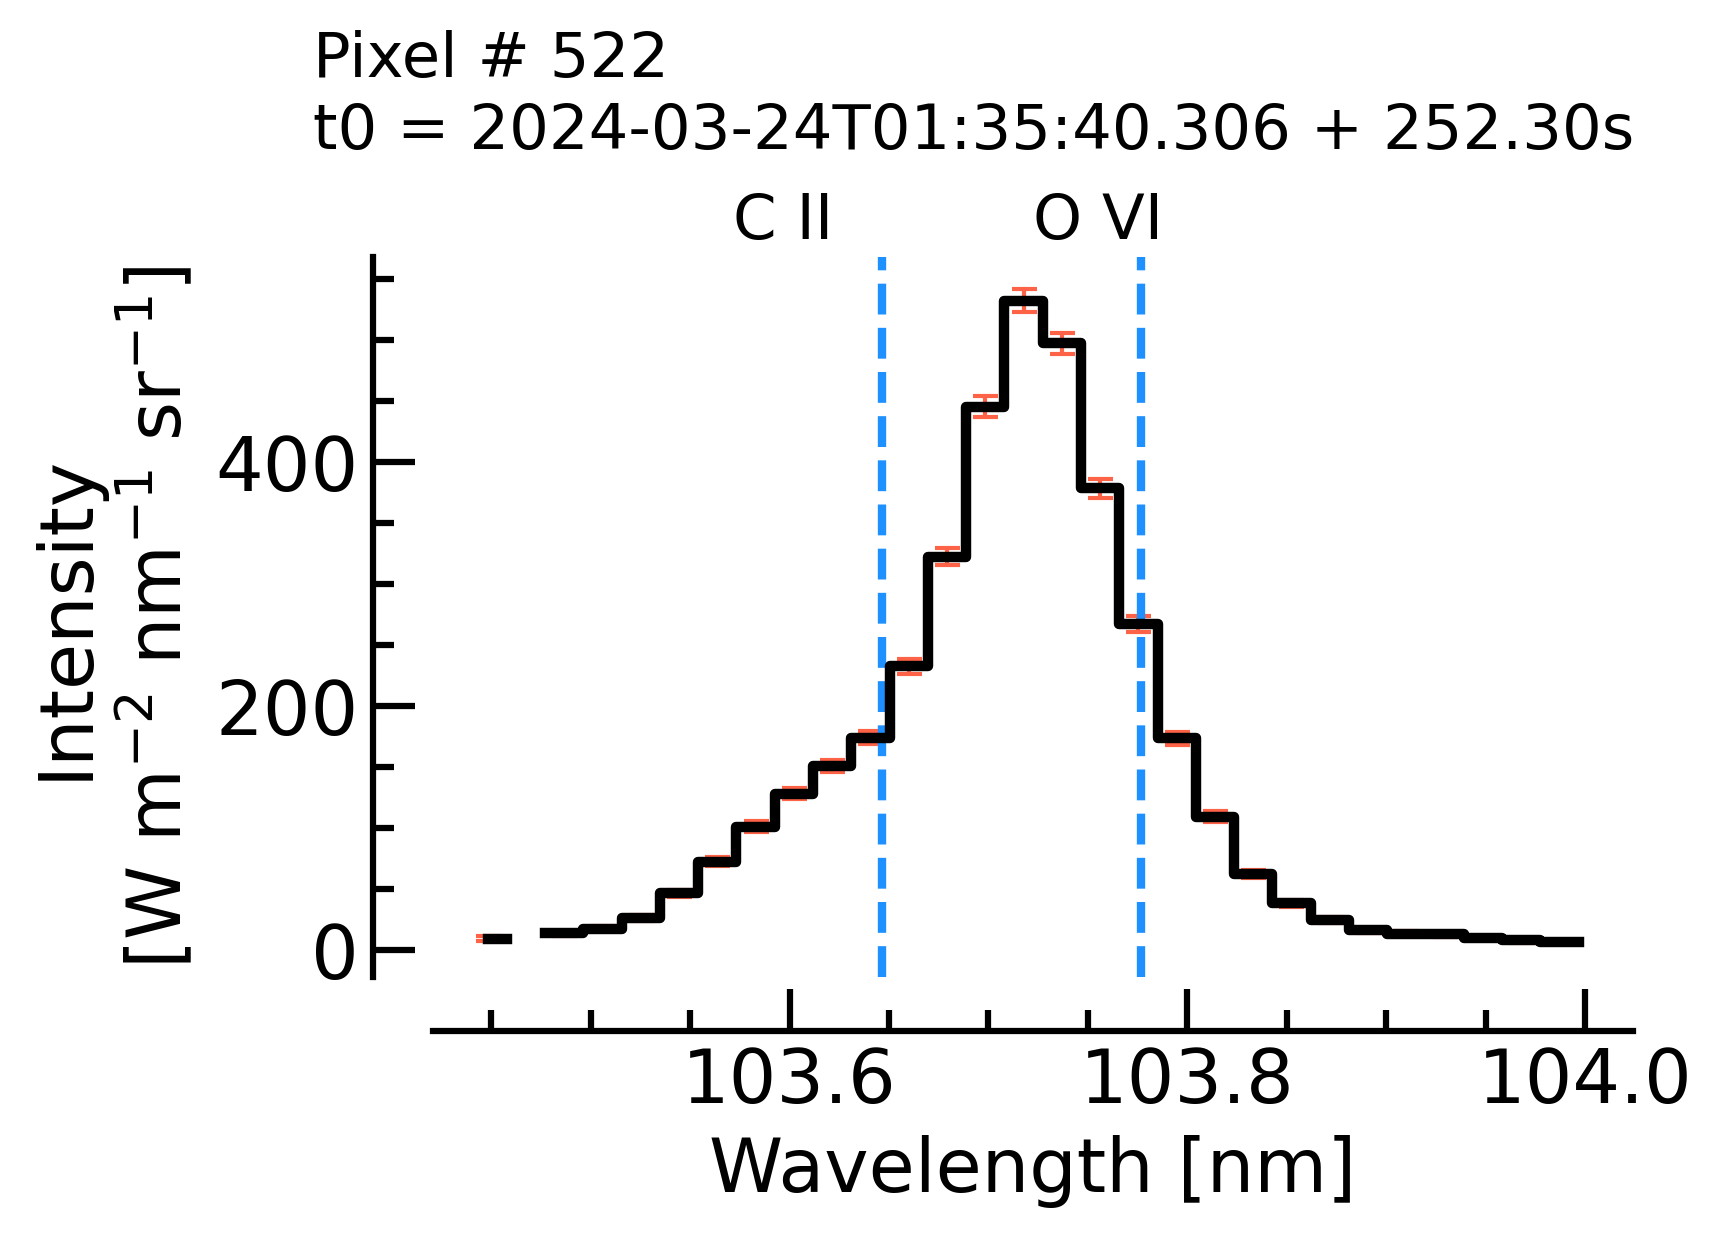 Pixel # 522
t0 = 2024-03-24T01:35:40.306 + 252.30s
C II
O VI
Intensity
[W m⁻² nm⁻¹ sr⁻¹]
400
200
0
103.6
103.8
104.0
Wavelength [nm]